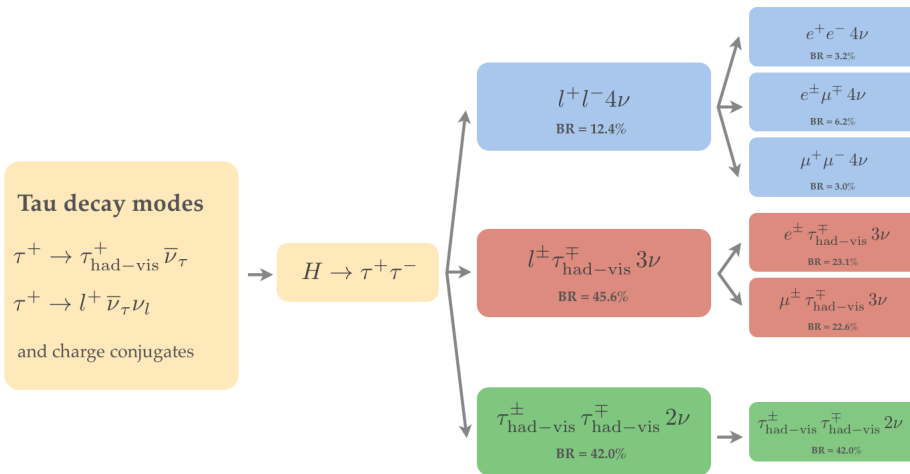 Tau decay modes
τ⁺ → τ⁺had−vis ν̄τ
τ⁺ → l⁺ ν̄τ νl
and charge conjugates
H → τ⁺τ⁻
l⁺l⁻4ν
BR = 12.4%
l± τ∓had−vis 3ν
BR = 45.6%
τ±had−vis τ∓had−vis 2ν
BR = 42.0%
e⁺e⁻ 4ν
BR = 3.2%
e±μ∓ 4ν
BR = 6.2%
μ⁺μ⁻ 4ν
BR = 3.0%
e± τ∓had−vis 3ν
BR = 23.1%
μ± τ∓had−vis 3ν
BR = 22.6%
τ±had−vis τ∓had−vis 2ν
BR = 42.0%